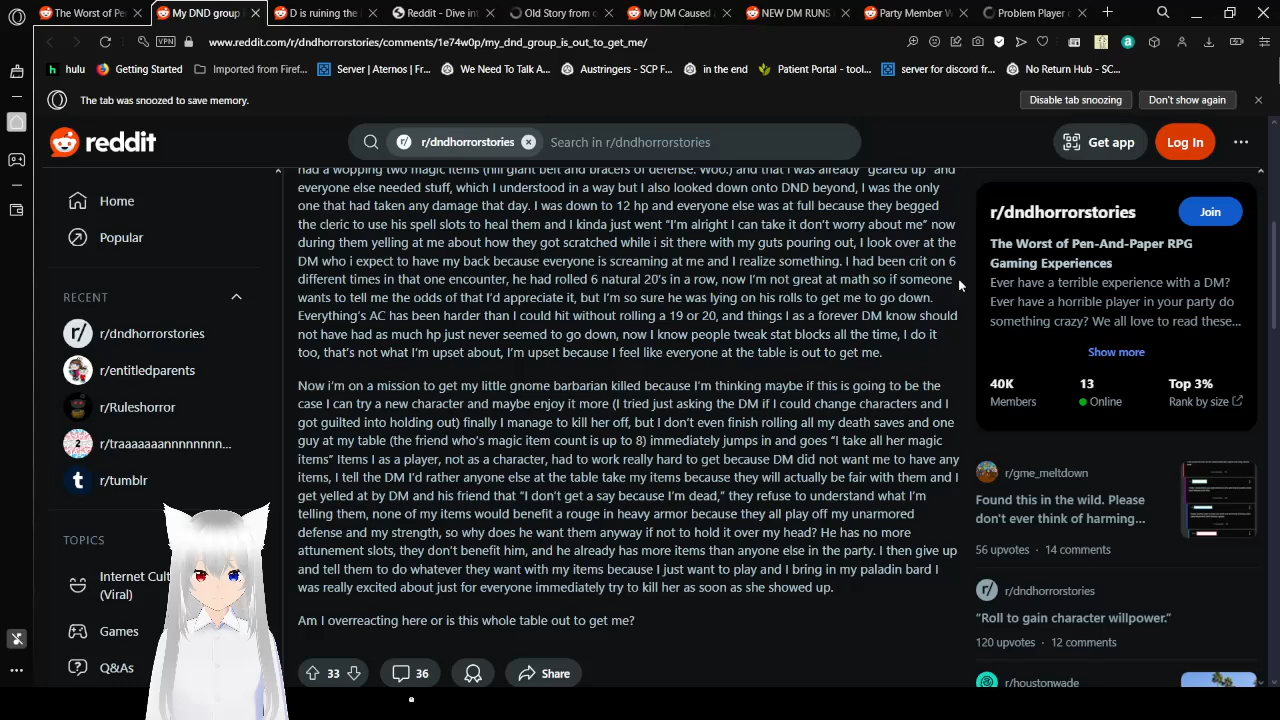 The Worst of Pe
My DND group
D is ruining the
Reddit - Dive int
Old Story from o
My DM Caused
NEW DM RUNS
Party Member W
Problem Player
VPN
www.reddit.com/r/dndhorrorstories/comments/1e74w0p/my_dnd_group_is_out_to_get_me/
hulu
Getting Started
Imported from Firef...
Server | Aternos | Fr...
We Need To Talk A...
Austringers - SCP F...
in the end
Patient Portal - tool...
server for discord fr...
No Return Hub - SC...
The tab was snoozed to save memory.
Disable tab snoozing
Don't show again
reddit
r/dndhorrorstories
Search in r/dndhorrorstories
Get app
Log In
Home
Popular
RECENT
r/dndhorrorstories
r/entitledparents
r/Ruleshorror
r/traaaaaaannnnnnnn...
r/tumblr
TOPICS
Internet Cult
(Viral)
Games
Q&As
had a wopping two magic items (hill giant belt and bracers of defense. Woo.) and that I was already "geared up" and
everyone else needed stuff, which I understood in a way but I also looked down onto DND beyond, I was the only
one that had taken any damage that day. I was down to 12 hp and everyone else was at full because they begged
the cleric to use his spell slots to heal them and I kinda just went "I'm alright I can take it don't worry about me" now
during them yelling at me about how they got scratched while i sit there with my guts pouring out, I look over at the
DM who i expect to have my back because everyone is screaming at me and I realize something. I had been crit on 6
different times in that one encounter, he had rolled 6 natural 20's in a row, now I'm not great at math so if someone
wants to tell me the odds of that I'd appreciate it, but I'm so sure he was lying on his rolls to get me to go down.
Everything's AC has been harder than I could hit without rolling a 19 or 20, and things I as a forever DM know should
not have had as much hp just never seemed to go down, now I know people tweak stat blocks all the time, I do it
too, that's not what I'm upset about, I'm upset because I feel like everyone at the table is out to get me.
Now i'm on a mission to get my little gnome barbarian killed because I'm thinking maybe if this is going to be the
case I can try a new character and maybe enjoy it more (I tried just asking the DM if I could change characters and I
got guilted into holding out) finally I manage to kill her off, but I don't even finish rolling all my death saves and one
guy at my table (the friend who's magic item count is up to 8) immediately jumps in and goes "I take all her magic
items" Items I as a player, not as a character, had to work really hard to get because DM did not want me to have any
items, I tell the DM I'd rather anyone else at the table take my items because they will actually be fair with them and I
get yelled at by DM and his friend that "I don't get a say because I'm dead," they refuse to understand what I'm
telling them, none of my items would benefit a rouge in heavy armor because they all play off my unarmored
defense and my strength, so why does he want them anyway if not to hold it over my head? He has no more
attunement slots, they don't benefit him, and he already has more items than anyone else in the party. I then give up
and tell them to do whatever they want with my items because I just want to play and I bring in my paladin bard I
was really excited about just for everyone immediately try to kill her as soon as she showed up.
Am I overreacting here or is this whole table out to get me?
33
36
Share
r/dndhorrorstories
Join
The Worst of Pen-And-Paper RPG
Gaming Experiences
Ever have a terrible experience with a DM?
Ever have a horrible player in your party do
something crazy? We all love to read these...
Show more
40K
13
Top 3%
Members
Online
Rank by size
r/gme_meltdown
Found this in the wild. Please
don't ever think of harming...
56 upvotes · 14 comments
r/dndhorrorstories
"Roll to gain character willpower."
120 upvotes · 12 comments
r/houstonwade